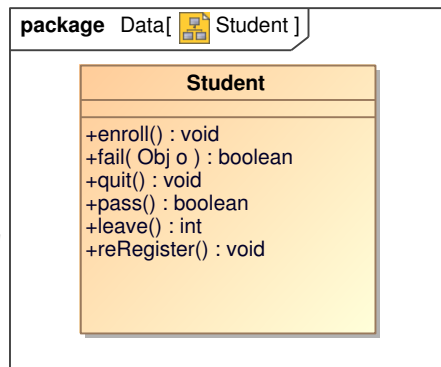 package Data[ Student ]
Student
+enroll() : void
+fail( Obj o ) : boolean
+quit() : void
+pass() : boolean
+leave() : int
+reRegister() : void